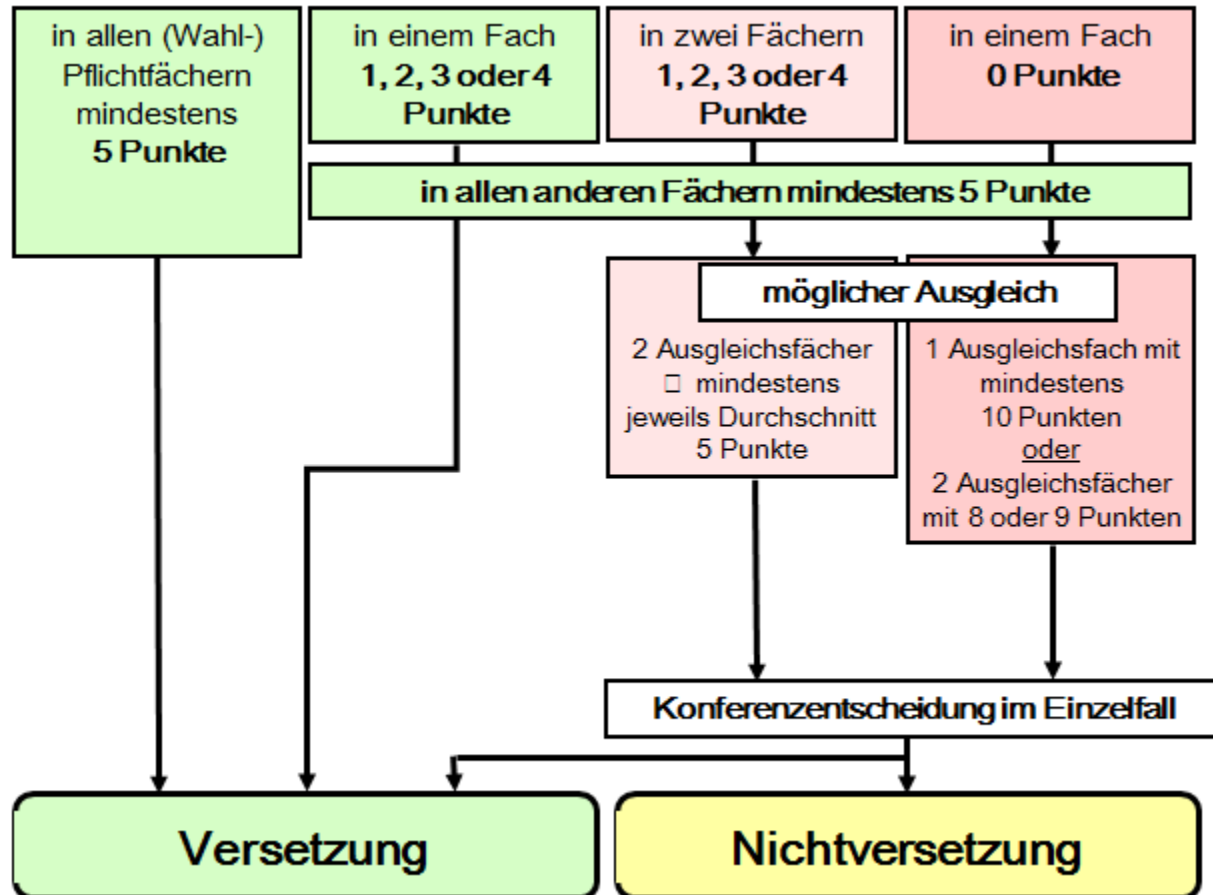 in allen (Wahl-)
Pflichtfächern
mindestens
5 Punkte
in einem Fach
1, 2, 3 oder 4
Punkte
in zwei Fächern
1, 2, 3 oder 4
Punkte
in einem Fach
0 Punkte
in allen anderen Fächern mindestens 5 Punkte
möglicher Ausgleich
2 Ausgleichsfächer
□ mindestens
jeweils Durchschnitt
5 Punkte
1 Ausgleichsfach mit
mindestens
10 Punkten
oder
2 Ausgleichsfächer
mit 8 oder 9 Punkten
Konferenzentscheidung im Einzelfall
Versetzung
Nichtversetzung